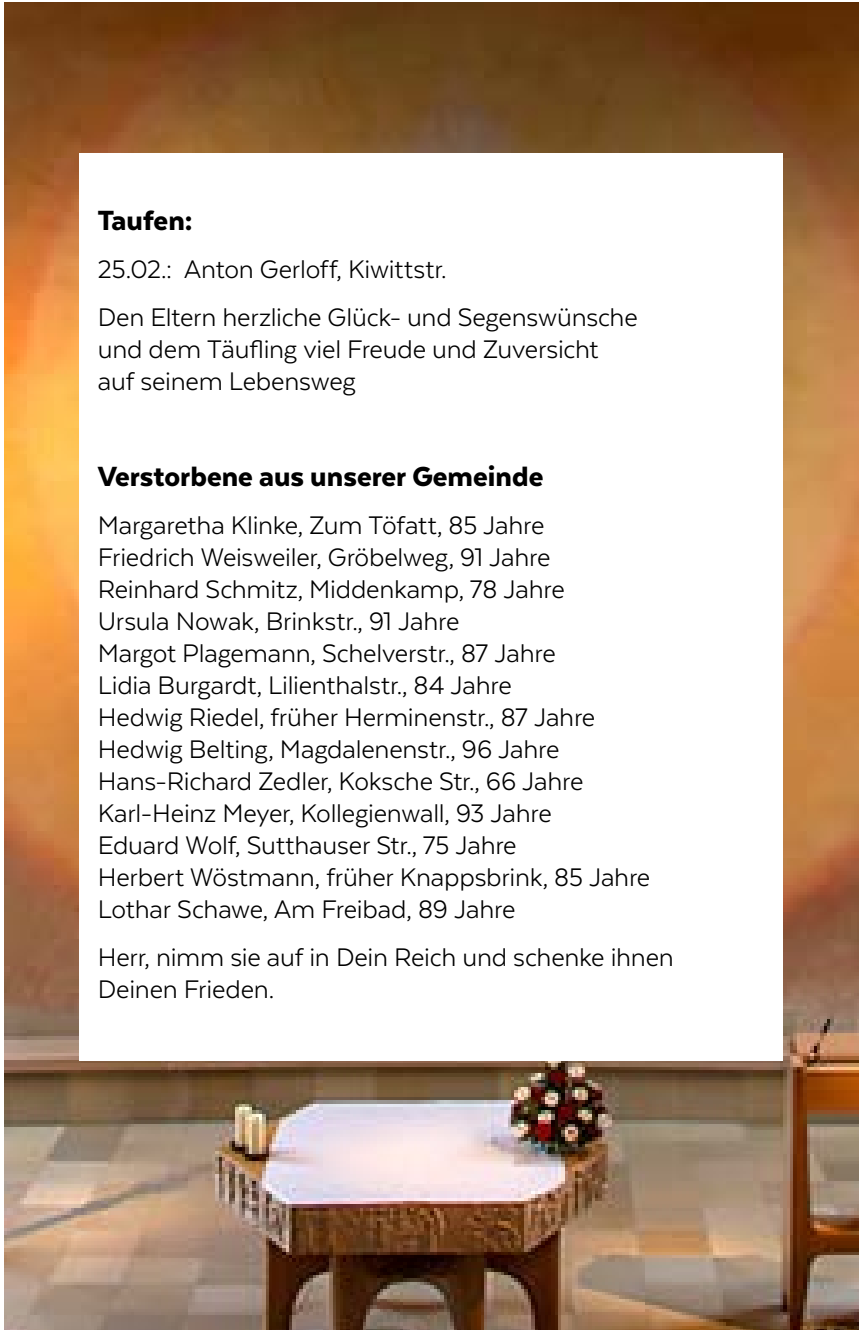 Taufen:
25.02.: Anton Gerloff, Kiwittstr.
Den Eltern herzliche Glück- und Segenswünsche
und dem Täufling viel Freude und Zuversicht
auf seinem Lebensweg
Verstorbene aus unserer Gemeinde
Margaretha Klinke, Zum Töfatt, 85 Jahre
Friedrich Weisweiler, Gröbelweg, 91 Jahre
Reinhard Schmitz, Middenkamp, 78 Jahre
Ursula Nowak, Brinkstr., 91 Jahre
Margot Plagemann, Schelverstr., 87 Jahre
Lidia Burgardt, Lilienthalstr., 84 Jahre
Hedwig Riedel, früher Herminenstr., 87 Jahre
Hedwig Belting, Magdalenenstr., 96 Jahre
Hans-Richard Zedler, Koksche Str., 66 Jahre
Karl-Heinz Meyer, Kollegienwall, 93 Jahre
Eduard Wolf, Sutthauser Str., 75 Jahre
Herbert Wöstmann, früher Knappsbrink, 85 Jahre
Lothar Schawe, Am Freibad, 89 Jahre
Herr, nimm sie auf in Dein Reich und schenke ihnen
Deinen Frieden.